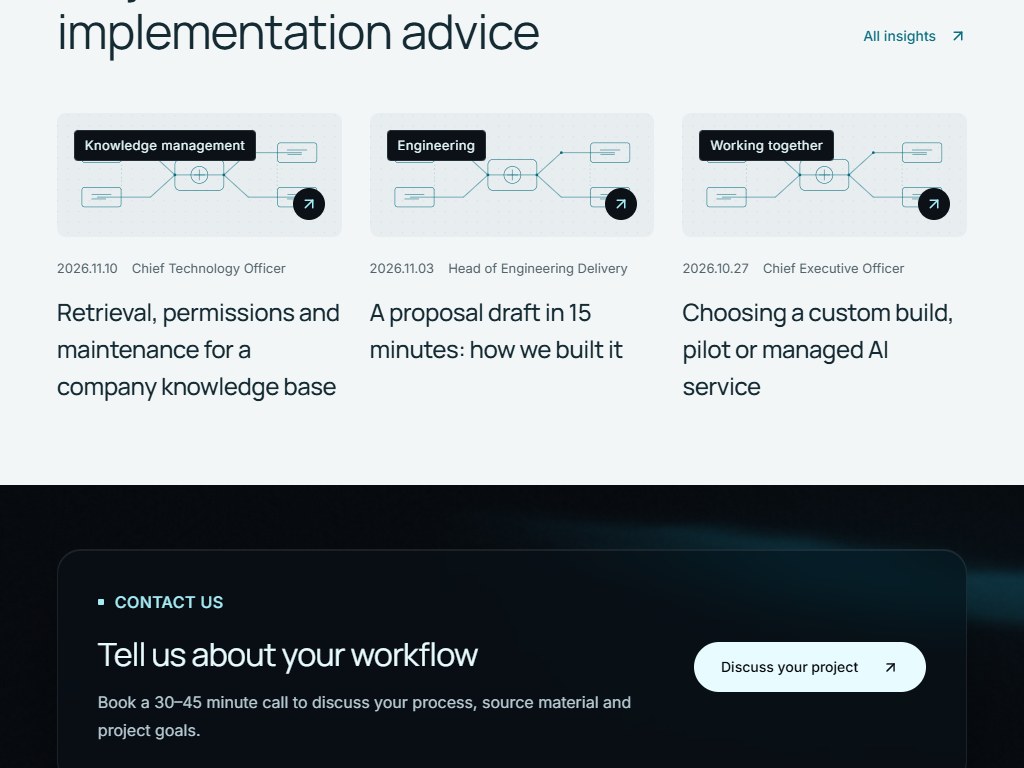 implementation advice
All insights
Knowledge management
Engineering
Working together
2026.11.10 Chief Technology Officer
2026.11.03 Head of Engineering Delivery
2026.10.27 Chief Executive Officer
Retrieval, permissions and
maintenance for a
company knowledge base
A proposal draft in 15
minutes: how we built it
Choosing a custom build,
pilot or managed AI
service
CONTACT US
Tell us about your workflow
Book a 30–45 minute call to discuss your process, source material and
project goals.
Discuss your project